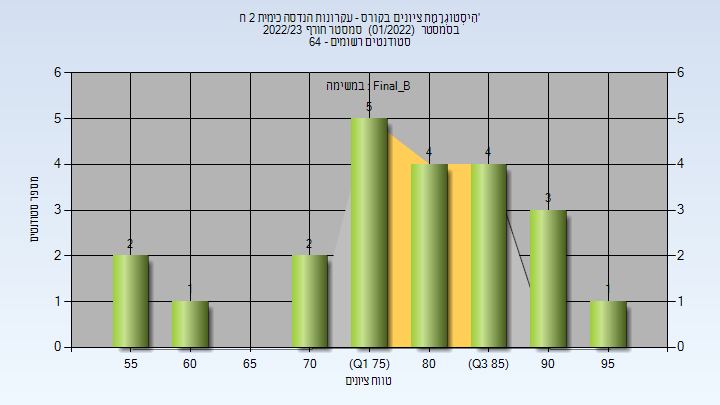 היסטוגרמת ציונים בקורס - עקרונות הנדסה כימית 2 ח'
בסמסטר (01/2022) סמסטר חורף 2022/23
סטודנטים רשומים - 64
במשימה : Final_B
מספר סטודנטים
6 6
5 5
4 4
3 3
2 2
1 1
0 0
2 1 2 5 4 4 3 1
55 60 65 70 (Q1 75) 80 (Q3 85) 90 95
טווח ציונים